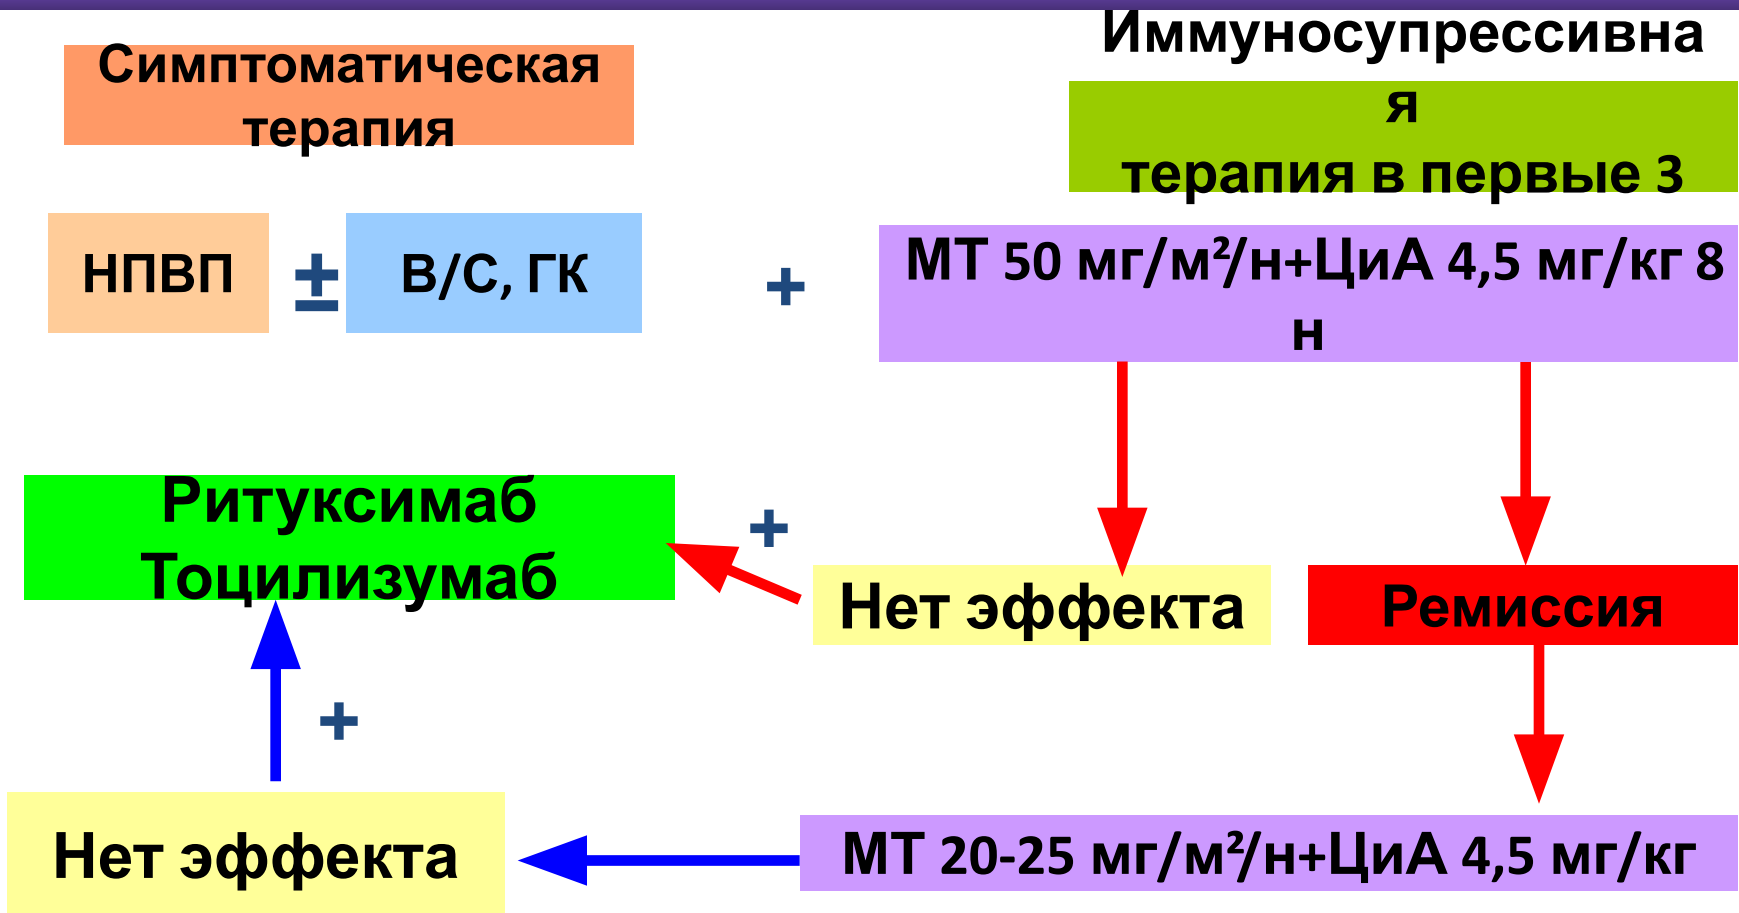 Симптоматическая
терапия
Иммуносупрессивна
я
терапия в первые 3
НПВП
±
В/С, ГК
+
МТ 50 мг/м²/н+ЦиА 4,5 мг/кг 8
н
Ритуксимаб
Тоцилизумаб
+
Нет эффекта
Ремиссия
+
Нет эффекта
МТ 20-25 мг/м²/н+ЦиА 4,5 мг/кг